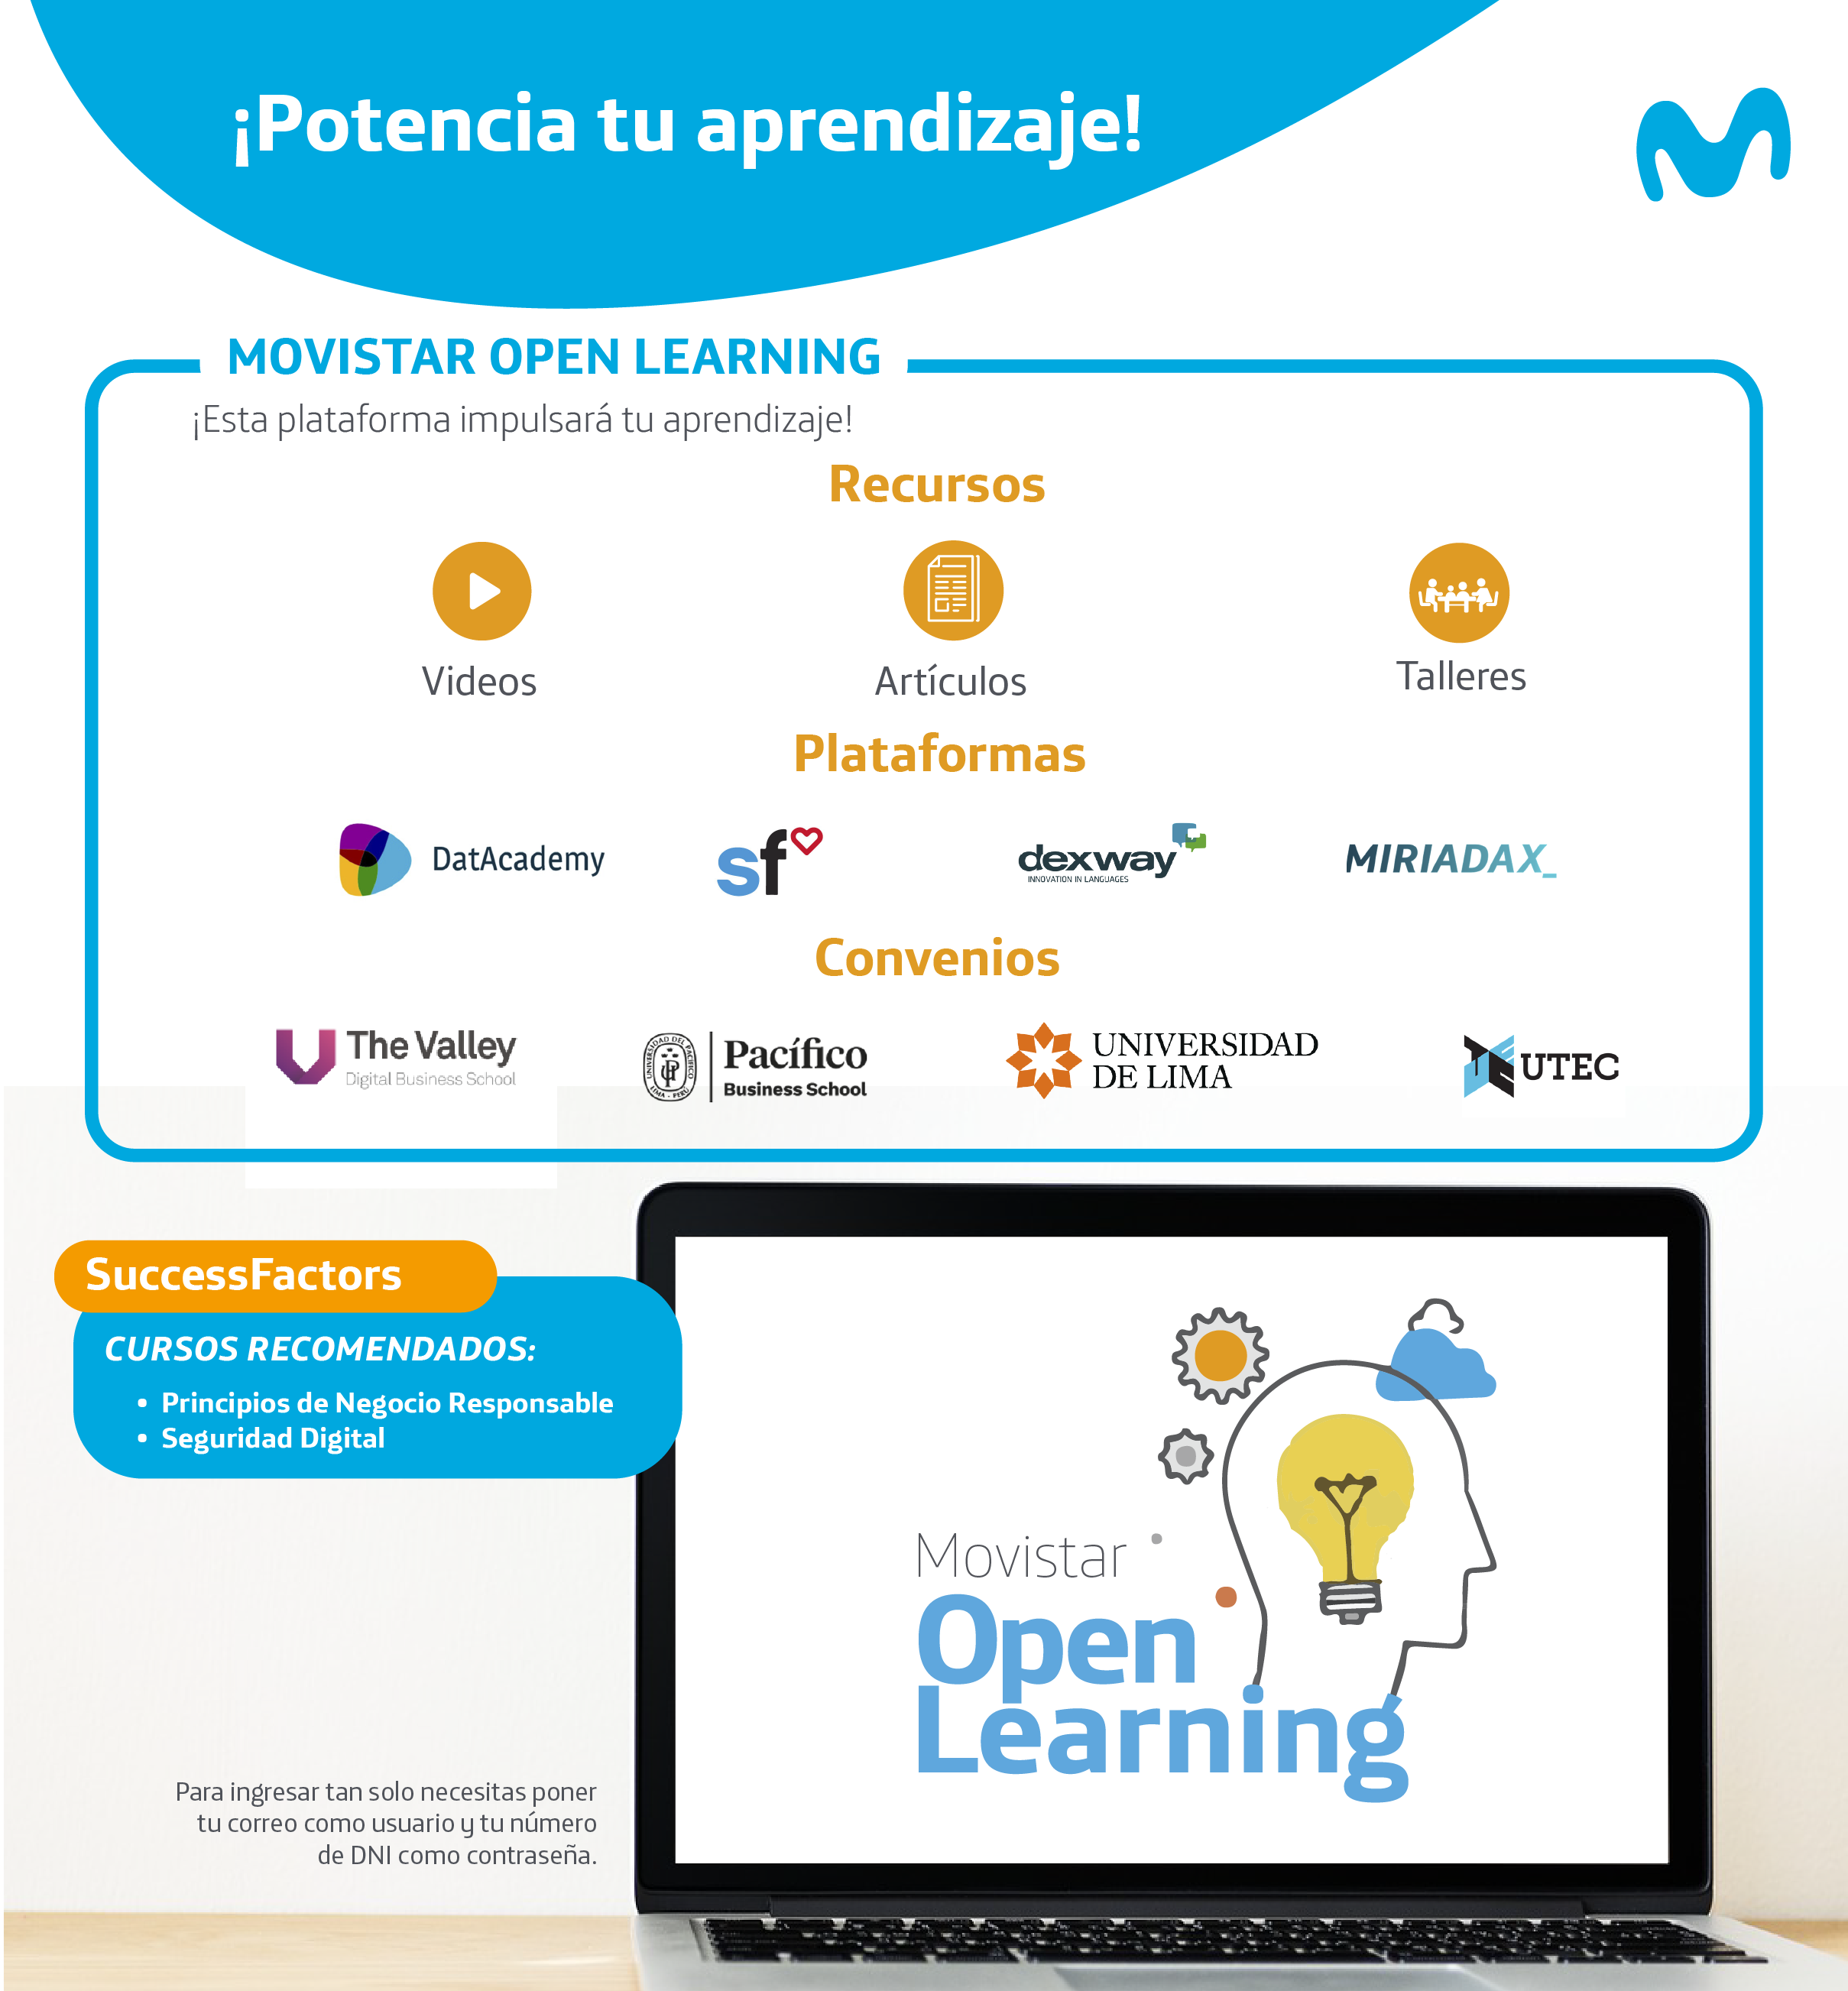 ¡Potencia tu aprendizaje!
MOVISTAR OPEN LEARNING
¡Esta plataforma impulsará tu aprendizaje!
Recursos
Videos
Artículos
Talleres
Plataformas
DatAcademy
sf
dexway
INNOVATION IN LANGUAGES
MIRIADAX_
Convenios
The Valley
Digital Business School
UNIVERSIDAD DEL PACÍFICO
LIMA - PERÚ
Pacífico
Business School
UNIVERSIDAD
DE LIMA
UTEC
SuccessFactors
CURSOS RECOMENDADOS:
• Principios de Negocio Responsable
• Seguridad Digital
Movistar
Open
Learning
Para ingresar tan solo necesitas poner
tu correo como usuario y tu número
de DNI como contraseña.